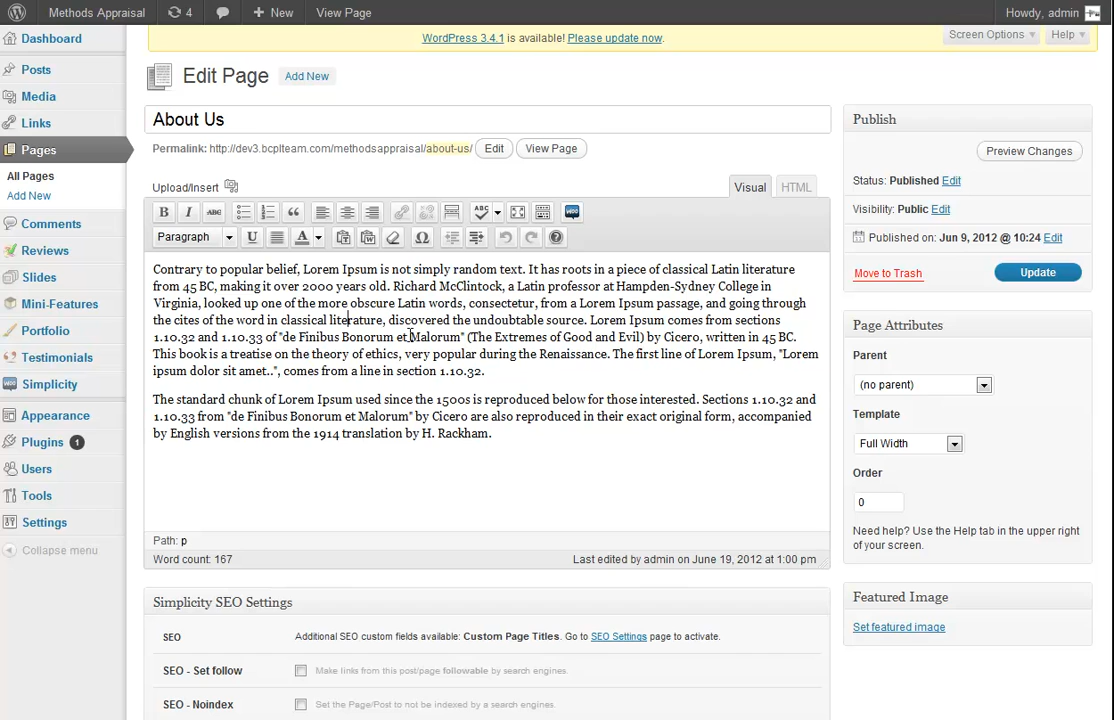 Methods Appraisal 4 New View Page Howdy, admin
WordPress 3.4.1 is available! Please update now.
Screen Options Help
Dashboard
Posts
Media
Links
Pages
All Pages
Add New
Comments
Reviews
Slides
Mini-Features
Portfolio
Testimonials
Simplicity
Appearance
Plugins 1
Users
Tools
Settings
Collapse menu
Edit Page Add New
About Us
Permalink: http://dev3.bcplteam.com/methodsappraisal/about-us/ Edit View Page
Upload/Insert Visual HTML
B I ABC ABC
Paragraph U A Ω
Contrary to popular belief, Lorem Ipsum is not simply random text. It has roots in a piece of classical Latin literature
from 45 BC, making it over 2000 years old. Richard McClintock, a Latin professor at Hampden-Sydney College in
Virginia, looked up one of the more obscure Latin words, consectetur, from a Lorem Ipsum passage, and going through
the cites of the word in classical literature, discovered the undoubtable source. Lorem Ipsum comes from sections
1.10.32 and 1.10.33 of "de Finibus Bonorum et Malorum" (The Extremes of Good and Evil) by Cicero, written in 45 BC.
This book is a treatise on the theory of ethics, very popular during the Renaissance. The first line of Lorem Ipsum, "Lorem
ipsum dolor sit amet..", comes from a line in section 1.10.32.
The standard chunk of Lorem Ipsum used since the 1500s is reproduced below for those interested. Sections 1.10.32 and
1.10.33 from "de Finibus Bonorum et Malorum" by Cicero are also reproduced in their exact original form, accompanied
by English versions from the 1914 translation by H. Rackham.
Path: p
Word count: 167 Last edited by admin on June 19, 2012 at 1:00 pm
Simplicity SEO Settings
SEO Additional SEO custom fields available: Custom Page Titles. Go to SEO Settings page to activate.
SEO - Set follow Make links from this post/page followable by search engines.
SEO - Noindex Set the Page/Post to not be indexed by a search engines.
Publish
Preview Changes
Status: Published Edit
Visibility: Public Edit
Published on: Jun 9, 2012 @ 10:24 Edit
Move to Trash Update
Page Attributes
Parent
(no parent)
Template
Full Width
Order
0
Need help? Use the Help tab in the upper right
of your screen.
Featured Image
Set featured image